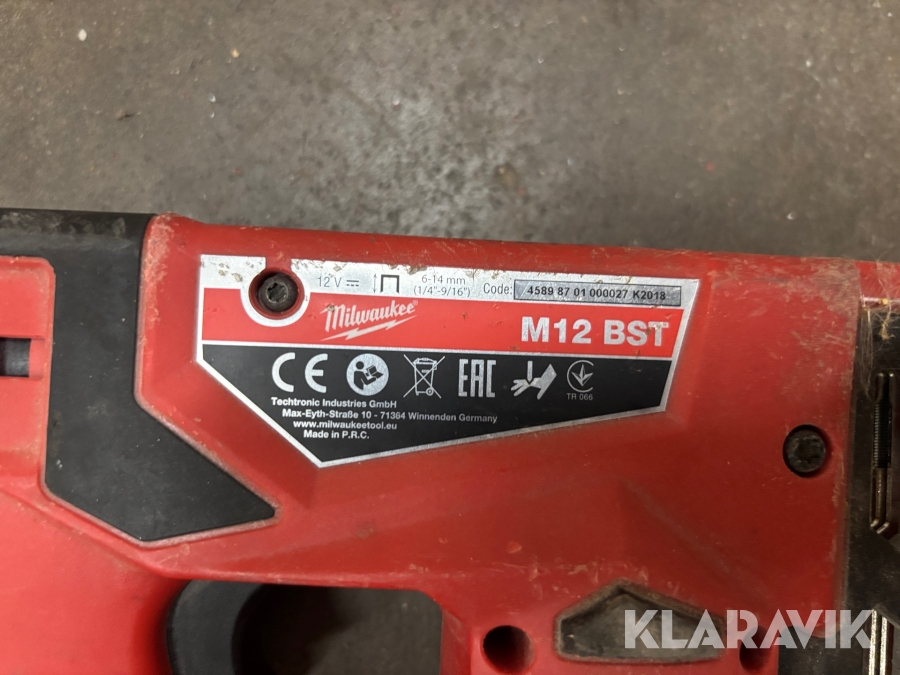 12 V
6-14 mm
(1/4"-9/16")
Code: 4589 87 01 000027 K2018
Milwaukee
M12 BST
CE
EAC
TR 066
Techtronic Industries GmbH
Max-Eyth-Straße 10 - 71364 Winnenden Germany
www.milwaukeetool.eu
Made in P.R.C.
KLARAVIK